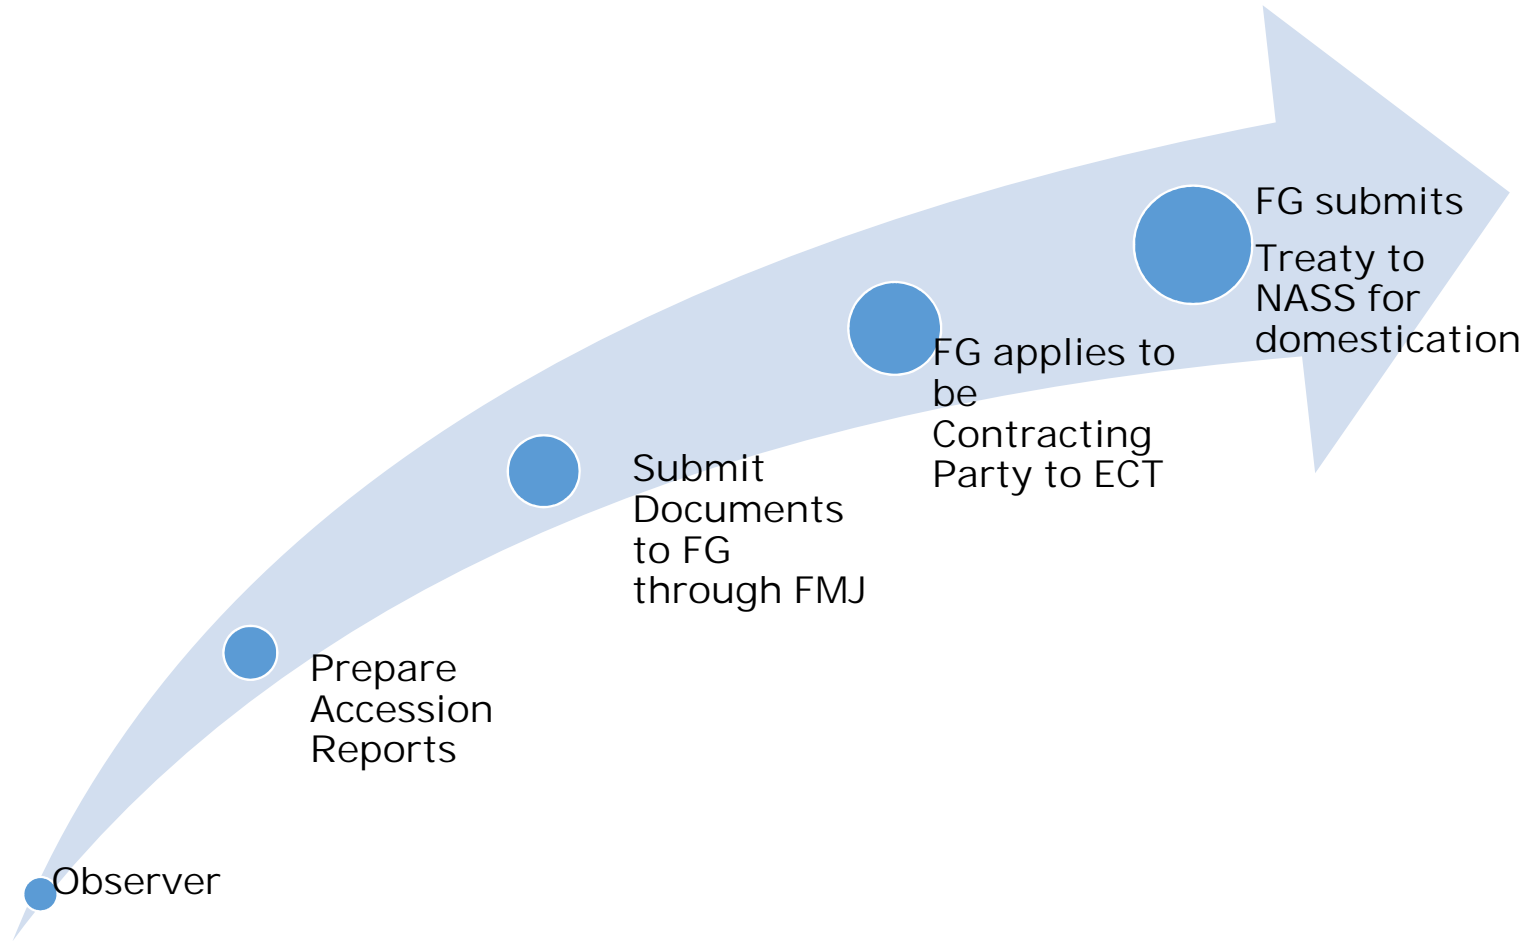 Observer
Prepare
Accession
Reports
Submit
Documents
to FG
through FMJ
FG applies to
be
Contracting
Party to ECT
FG submits
Treaty to
NASS for
domestication